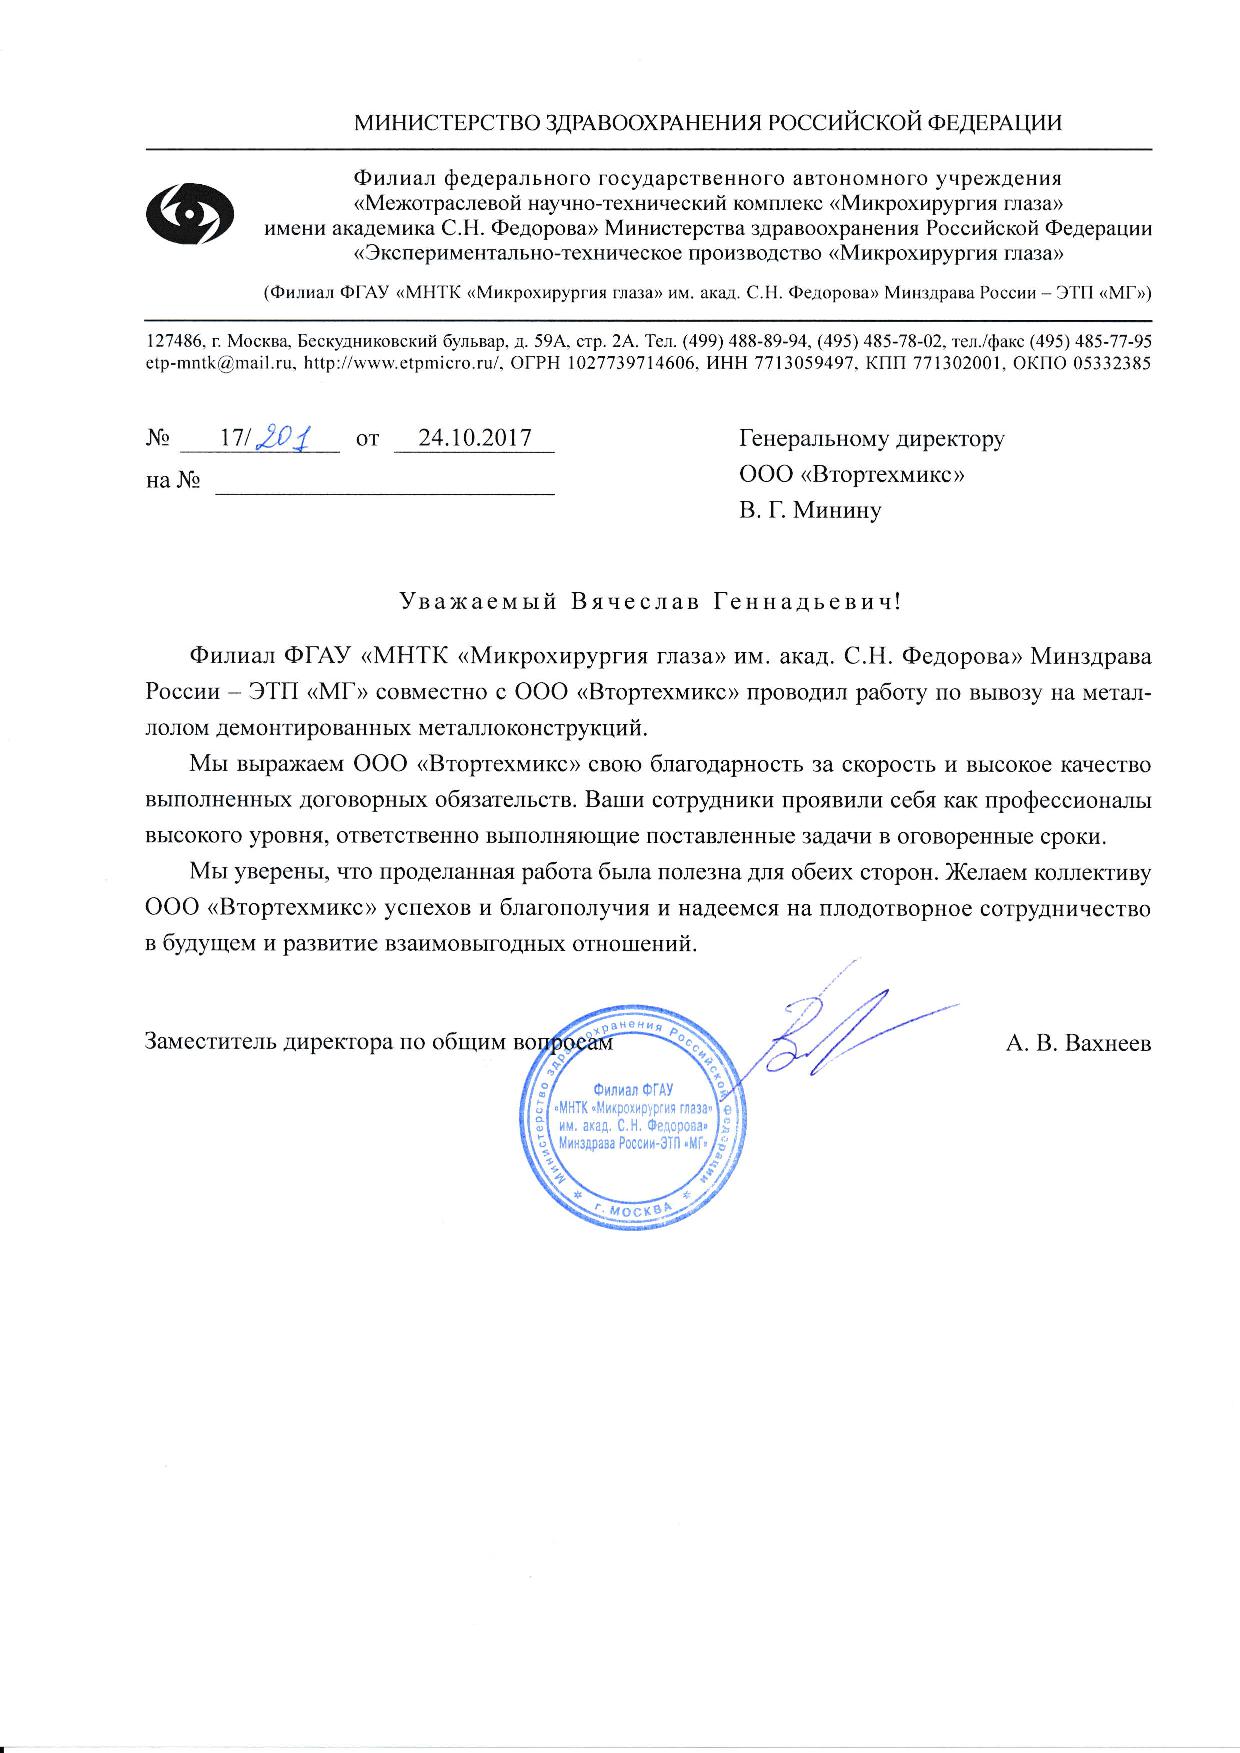 МИНИСТЕРСТВО ЗДРАВООХРАНЕНИЯ РОССИЙСКОЙ ФЕДЕРАЦИИ
Филиал федерального государственного автономного учреждения
«Межотраслевой научно-технический комплекс «Микрохирургия глаза»
имени академика С.Н. Федорова» Министерства здравоохранения Российской Федерации
«Экспериментально-техническое производство «Микрохирургия глаза»
(Филиал ФГАУ «МНТК «Микрохирургия глаза» им. акад. С.Н. Федорова» Минздрава России – ЭТП «МГ»)
127486, г. Москва, Бескудниковский бульвар, д. 59А, стр. 2А. Тел. (499) 488-89-94, (495) 485-78-02, тел./факс (495) 485-77-95
etp-mntk@mail.ru, http://www.etpmicro.ru/, ОГРН 1027739714606, ИНН 7713059497, КПП 771302001, ОКПО 05332385
№ 17/201 от 24.10.2017
на №
Генеральному директору
ООО «Втортехмикс»
В. Г. Минину
Уважаемый Вячеслав Геннадьевич!
Филиал ФГАУ «МНТК «Микрохирургия глаза» им. акад. С.Н. Федорова» Минздрава
России – ЭТП «МГ» совместно с ООО «Втортехмикс» проводил работу по вывозу на метал-
лолом демонтированных металлоконструкций.
Мы выражаем ООО «Втортехмикс» свою благодарность за скорость и высокое качество
выполненных договорных обязательств. Ваши сотрудники проявили себя как профессионалы
высокого уровня, ответственно выполняющие поставленные задачи в оговоренные сроки.
Мы уверены, что проделанная работа была полезна для обеих сторон. Желаем коллективу
ООО «Втортехмикс» успехов и благополучия и надеемся на плодотворное сотрудничество
в будущем и развитие взаимовыгодных отношений.
Заместитель директора по общим вопросам
А. В. Вахнеев
Министерство здравоохранения Российской Федерации
Филиал ФГАУ
«МНТК «Микрохирургия глаза»
им. акад. С.Н. Федорова»
Минздрава России-ЭТП «МГ»
г. МОСКВА